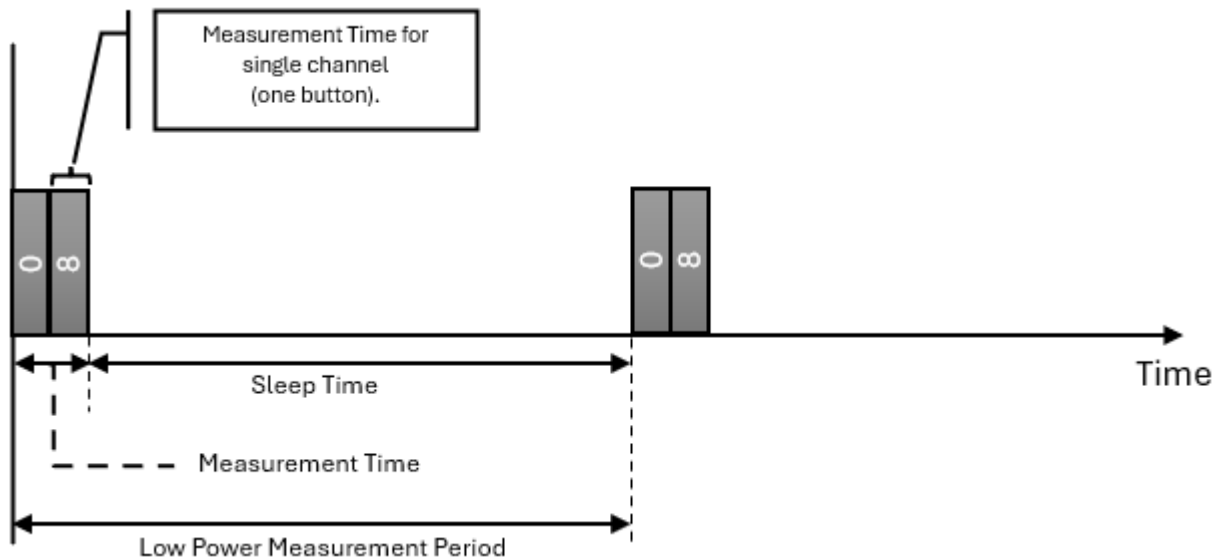 Measurement Time for
single channel
(one button).
0 8
0 8
Time
Sleep Time
Measurement Time
Low Power Measurement Period